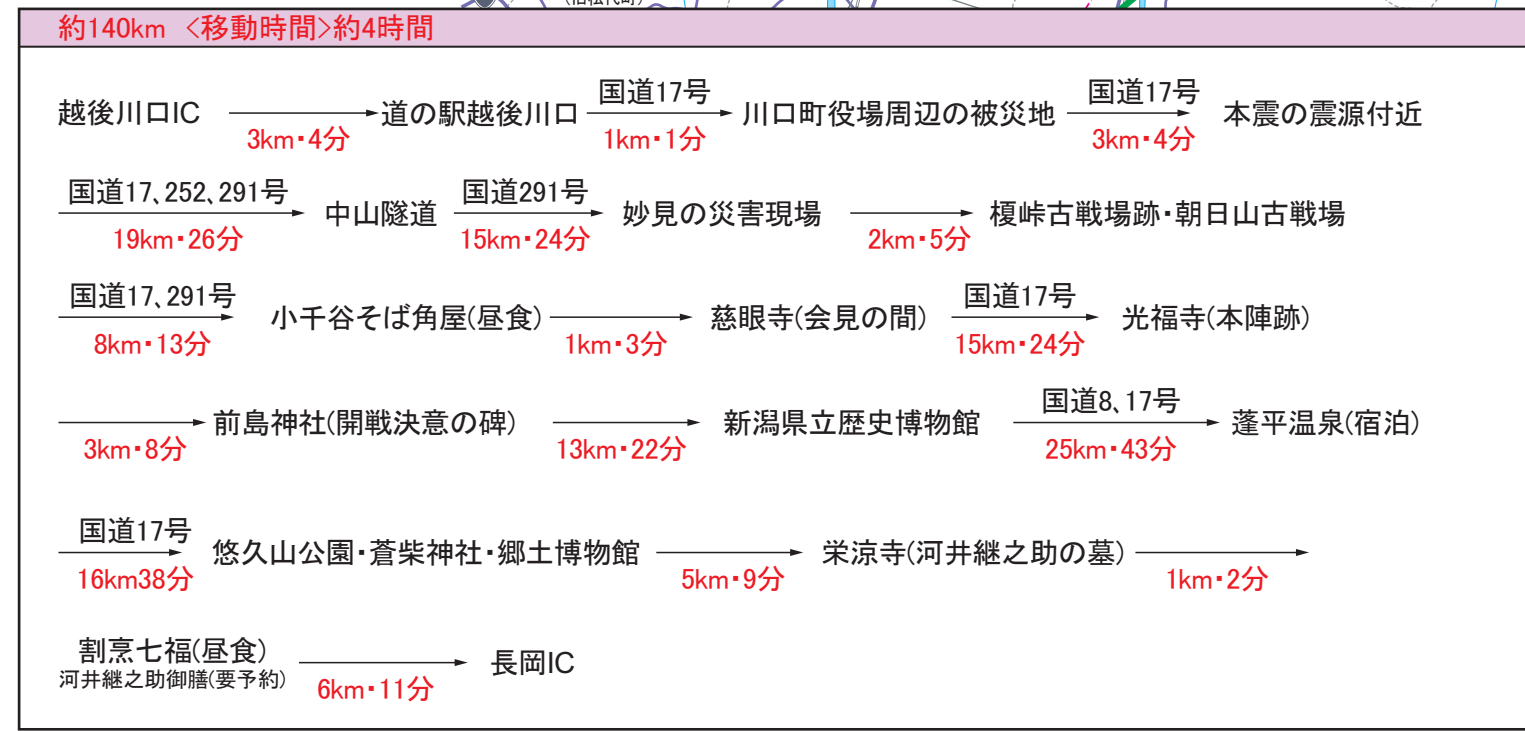 (旧松代町)
約140km <移動時間>約4時間
越後川口IC 3km・4分 道の駅越後川口 国道17号 1km・1分 川口町役場周辺の被災地 国道17号 3km・4分 本震の震源付近
国道17、252、291号 19km・26分 中山隧道 国道291号 15km・24分 妙見の災害現場 2km・5分 榎峠古戦場跡・朝日山古戦場
国道17、291号 8km・13分 小千谷そば角屋(昼食) 1km・3分 慈眼寺(会見の間) 国道17号 15km・24分 光福寺(本陣跡)
3km・8分 前島神社(開戦決意の碑) 13km・22分 新潟県立歴史博物館 国道8、17号 25km・43分 蓬平温泉(宿泊)
国道17号 16km38分 悠久山公園・蒼柴神社・郷土博物館 5km・9分 栄涼寺(河井継之助の墓) 1km・2分
割烹七福(昼食) 河井継之助御膳(要予約) 6km・11分 長岡IC